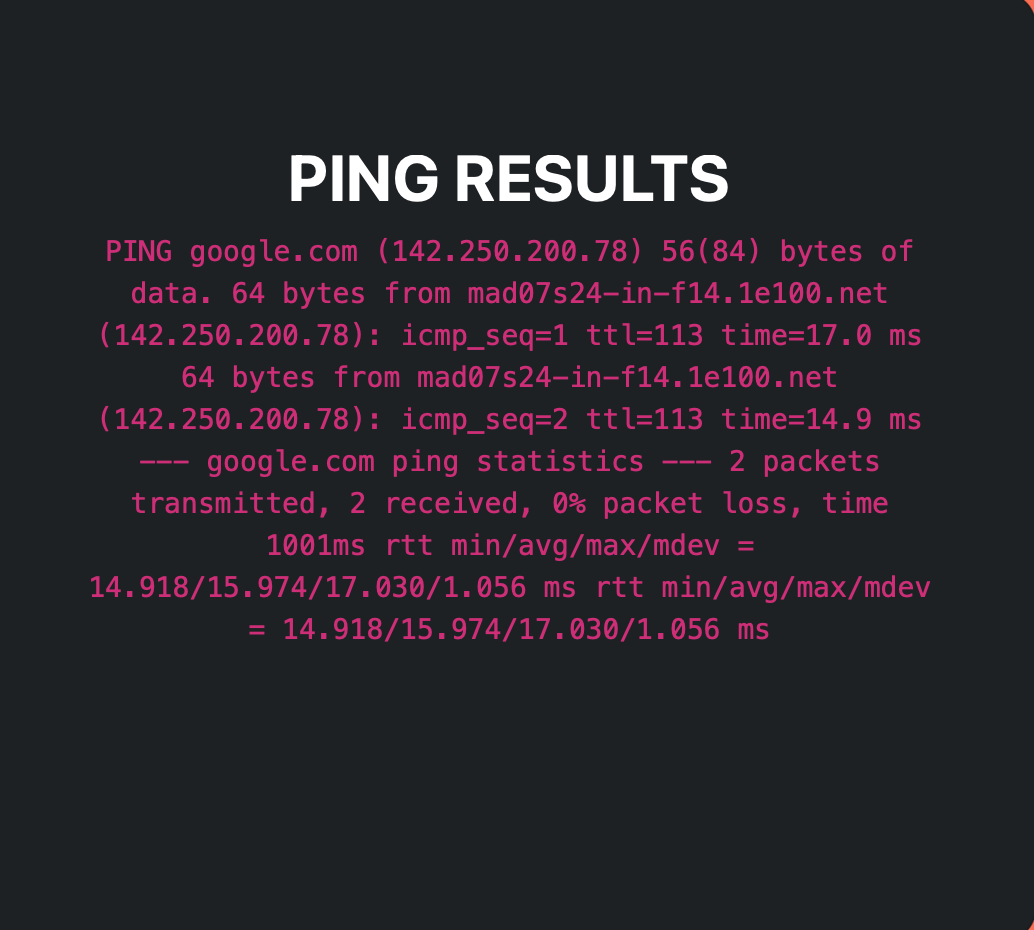 PING RESULTS
PING google.com (142.250.200.78) 56(84) bytes of
data. 64 bytes from mad07s24-in-f14.1e100.net
(142.250.200.78): icmp_seq=1 ttl=113 time=17.0 ms
64 bytes from mad07s24-in-f14.1e100.net
(142.250.200.78): icmp_seq=2 ttl=113 time=14.9 ms
--- google.com ping statistics --- 2 packets
transmitted, 2 received, 0% packet loss, time
1001ms rtt min/avg/max/mdev =
14.918/15.974/17.030/1.056 ms rtt min/avg/max/mdev
= 14.918/15.974/17.030/1.056 ms